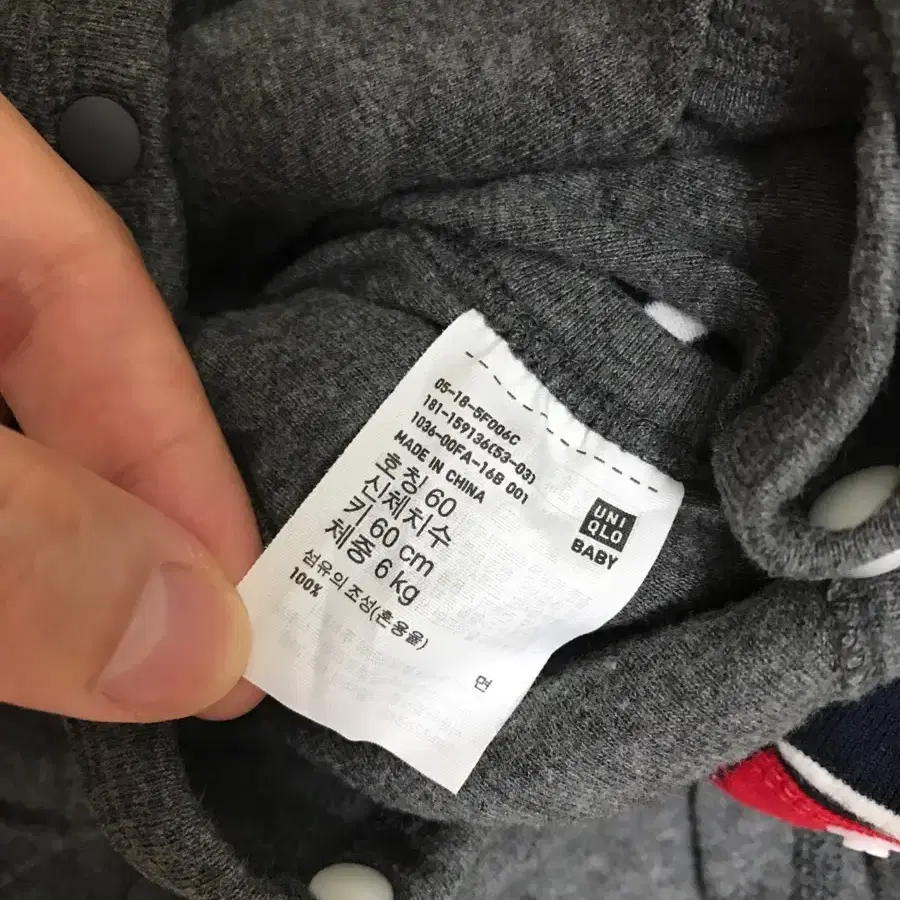 05-18-5F006C
181-159136(53-03)
1036-00FA-16B 001
MADE IN CHINA
호칭 60
신체치수
키 60 cm
체중 6 kg
섬유의 조성(혼용율)
면
100%
UNI
QLO
BABY